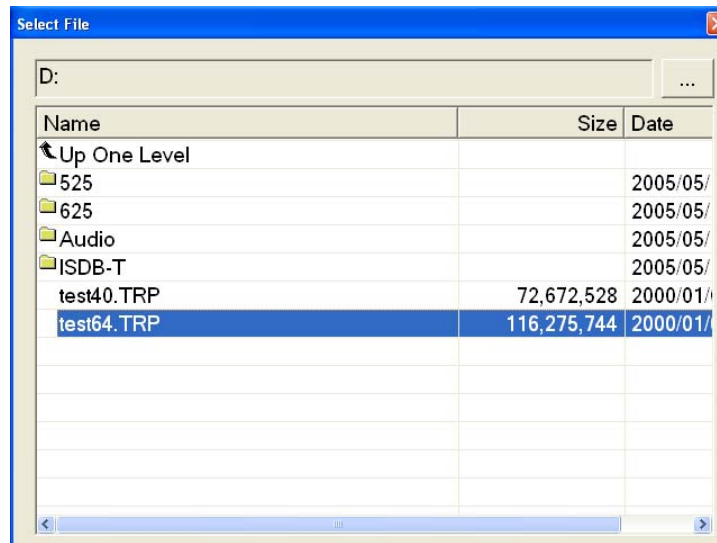 Select File
D:
...
Name Size Date
Up One Level
525 2005/05/
625 2005/05/
Audio 2005/05/
ISDB-T 2005/05/
test40.TRP 72,672,528 2000/01/
test64.TRP 116,275,744 2000/01/